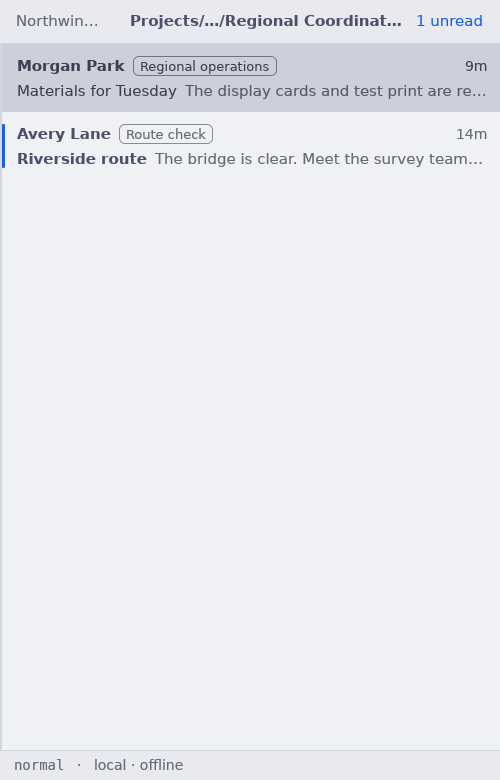 Northwin… Projects/…/Regional Coordinat… 1 unread
Morgan Park Regional operations 9m
Materials for Tuesday The display cards and test print are re…
Avery Lane Route check 14m
Riverside route The bridge is clear. Meet the survey team…
normal · local · offline